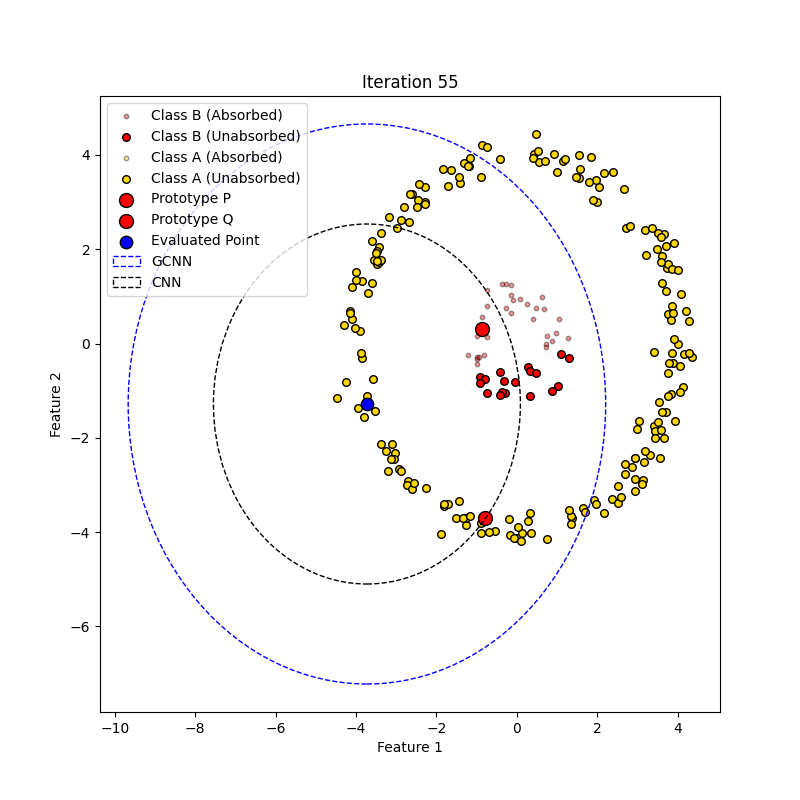 Iteration 55
Class B (Absorbed)
Class B (Unabsorbed)
Class A (Absorbed)
Class A (Unabsorbed)
Prototype P
Prototype Q
Evaluated Point
GCNN
CNN
4
2
0
−2
−4
−6
Feature 2
−10 −8 −6 −4 −2 0 2 4
Feature 1